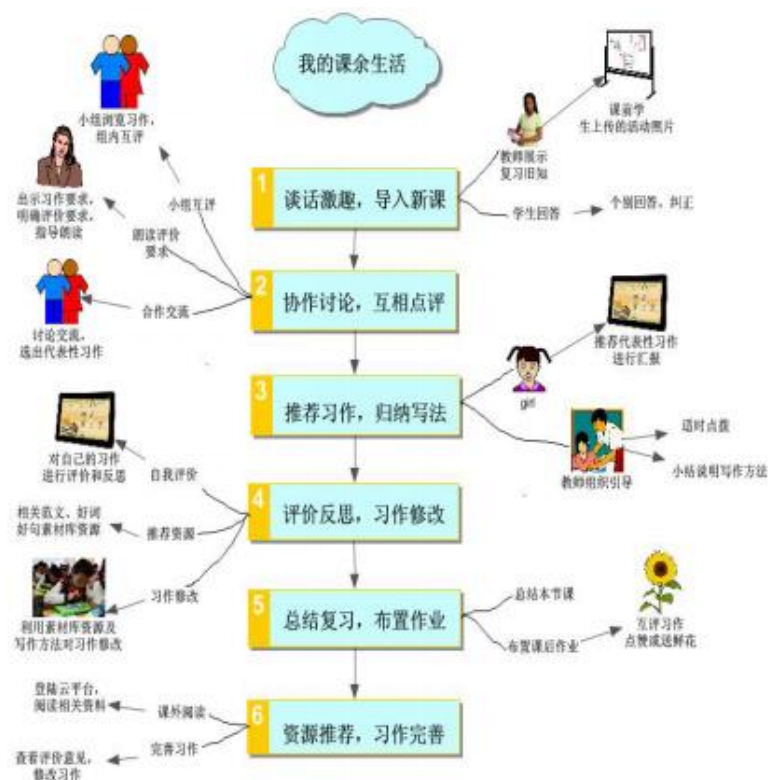 我的课余生活
小组浏览习作，
组内互评
课前学
生上传的活动照片
教师展示
复习旧知
1
谈话激趣，导入新课
学生回答
个别回答，纠正
出示习作要求，
明确评价要求，
指导朗读
小组互评
朗读评价
要求
2
协作讨论，互相点评
合作交流
讨论交流，
选出代表性习作
推荐代表性习作
进行汇报
3
推荐习作，归纳写法
girl
适时点拨
小结说明写作方法
教师组织引导
对自己的习作
进行评价和反思
自我评价
4
评价反思，习作修改
相关范文、好词
好句素材库资源
推荐资源
习作修改
利用素材库资源及
写作方法对习作修改
5
总结复习，布置作业
总结本节课
布置课后作业
互评习作
点赞或送鲜花
登陆云平台，
阅读相关资料
课外阅读
6
资源推荐，习作完善
完善习作
查看评价意见，
修改习作